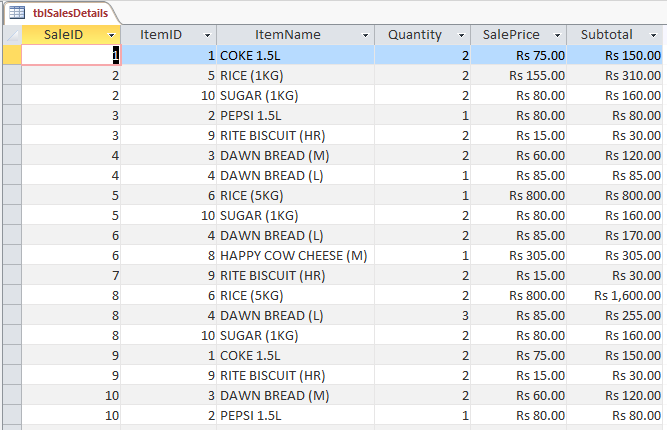 tblSalesDetails
SaleID ItemID ItemName Quantity SalePrice Subtotal
1 1 COKE 1.5L 2 Rs 75.00 Rs 150.00
2 5 RICE (1KG) 2 Rs 155.00 Rs 310.00
2 10 SUGAR (1KG) 2 Rs 80.00 Rs 160.00
3 2 PEPSI 1.5L 1 Rs 80.00 Rs 80.00
3 9 RITE BISCUIT (HR) 2 Rs 15.00 Rs 30.00
4 3 DAWN BREAD (M) 2 Rs 60.00 Rs 120.00
4 4 DAWN BREAD (L) 1 Rs 85.00 Rs 85.00
5 6 RICE (5KG) 1 Rs 800.00 Rs 800.00
5 10 SUGAR (1KG) 2 Rs 80.00 Rs 160.00
6 4 DAWN BREAD (L) 2 Rs 85.00 Rs 170.00
6 8 HAPPY COW CHEESE (M) 1 Rs 305.00 Rs 305.00
7 9 RITE BISCUIT (HR) 2 Rs 15.00 Rs 30.00
8 6 RICE (5KG) 2 Rs 800.00 Rs 1,600.00
8 4 DAWN BREAD (L) 3 Rs 85.00 Rs 255.00
8 10 SUGAR (1KG) 2 Rs 80.00 Rs 160.00
9 1 COKE 1.5L 2 Rs 75.00 Rs 150.00
9 9 RITE BISCUIT (HR) 2 Rs 15.00 Rs 30.00
10 3 DAWN BREAD (M) 2 Rs 60.00 Rs 120.00
10 2 PEPSI 1.5L 1 Rs 80.00 Rs 80.00